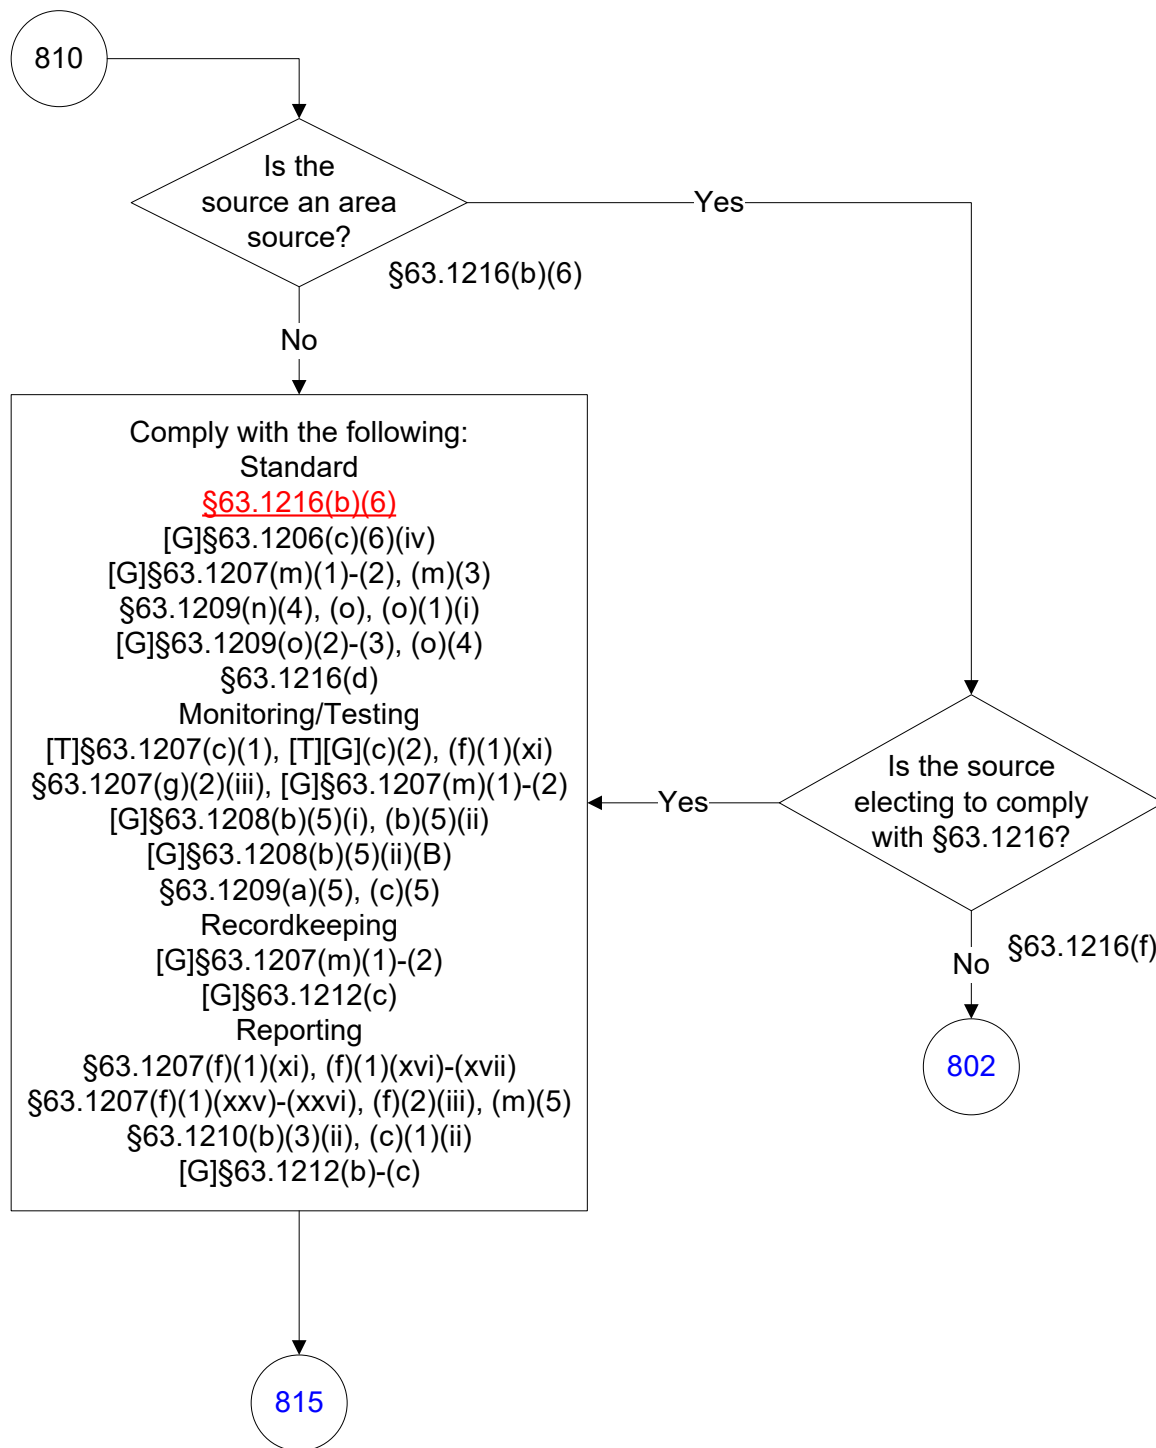 810
Is the
source an area
source?
Yes
§63.1216(b)(6)
No
Comply with the following:
Standard
§63.1216(b)(6)
[G]§63.1206(c)(6)(iv)
[G]§63.1207(m)(1)-(2), (m)(3)
§63.1209(n)(4), (o), (o)(1)(i)
[G]§63.1209(o)(2)-(3), (o)(4)
§63.1216(d)
Monitoring/Testing
[T]§63.1207(c)(1), [T][G](c)(2), (f)(1)(xi)
§63.1207(g)(2)(iii), [G]§63.1207(m)(1)-(2)
[G]§63.1208(b)(5)(i), (b)(5)(ii)
[G]§63.1208(b)(5)(ii)(B)
§63.1209(a)(5), (c)(5)
Recordkeeping
[G]§63.1207(m)(1)-(2)
[G]§63.1212(c)
Reporting
§63.1207(f)(1)(xi), (f)(1)(xvi)-(xvii)
§63.1207(f)(1)(xxv)-(xxvi), (f)(2)(iii), (m)(5)
§63.1210(b)(3)(ii), (c)(1)(ii)
[G]§63.1212(b)-(c)
Yes
Is the source
electing to comply
with §63.1216?
§63.1216(f)
No
802
815